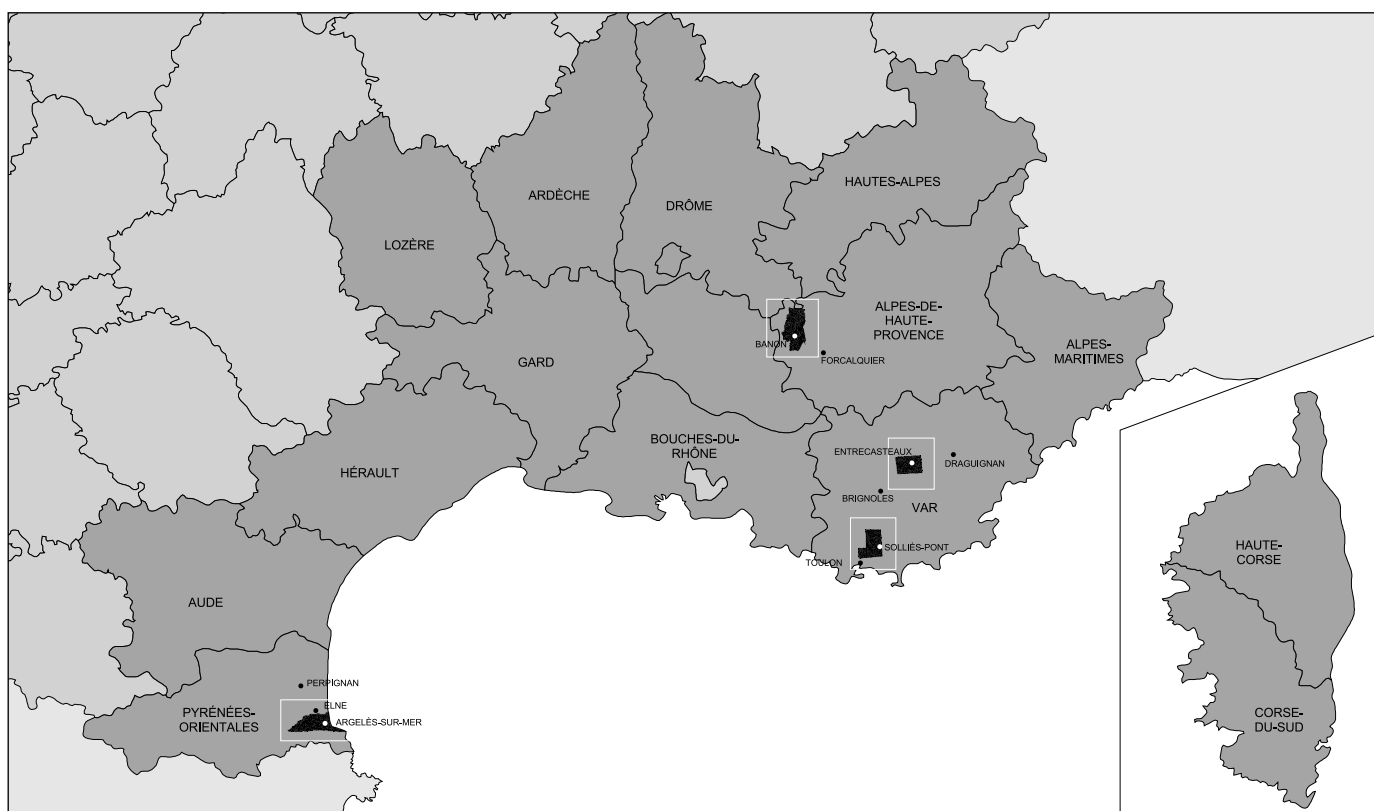 HAUTES-ALPES
ARDÈCHE
DRÔME
LOZÈRE
ALPES-DE-
HAUTE-
PROVENCE
BANON
FORCALQUIER
ALPES-
MARITIMES
GARD
BOUCHES-DU-
RHÔNE
ENTRECASTEAUX
DRAGUIGNAN
HÉRAULT
BRIGNOLES
VAR
SOLLIÈS-PONT
TOULON
HAUTE-
CORSE
AUDE
PERPIGNAN
ELNE
PYRÉNÉES-
ORIENTALES
ARGELÈS-SUR-MER
CORSE-
DU-SUD